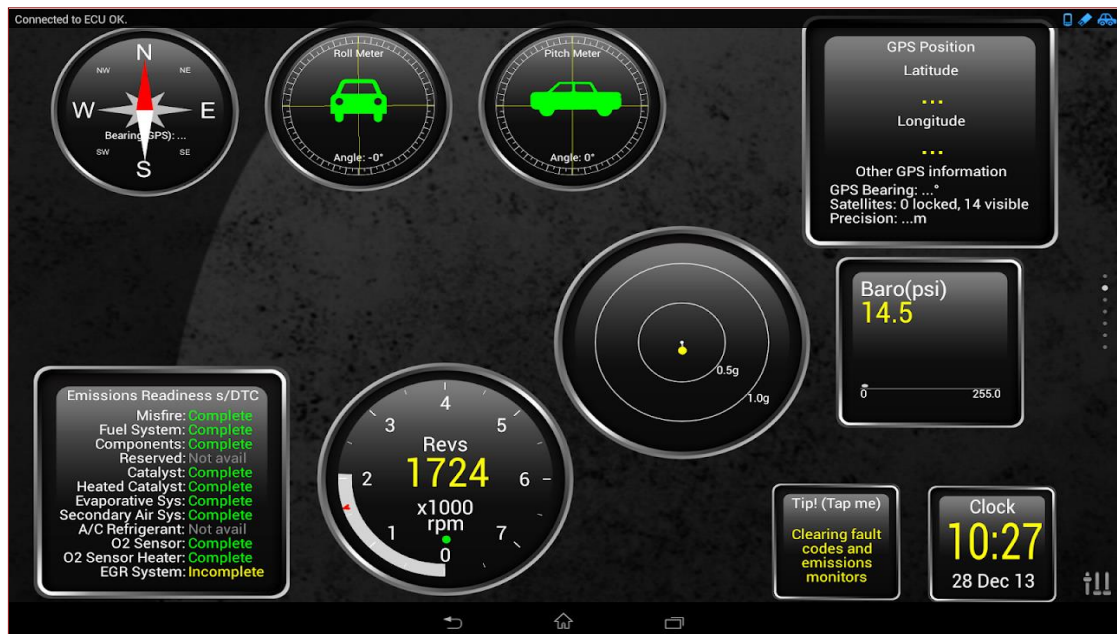 Connected to ECU OK.
N
NW
NE
W
E
Bearing(GPS): ...
SW
SE
S
Roll Meter
Angle: -0°
Pitch Meter
Angle: 0°
GPS Position
Latitude
...
Longitude
...
Other GPS information
GPS Bearing: ...°
Satellites: 0 locked, 14 visible
Precision: ...m
0.5g
1.0g
Baro(psi)
14.5
0
255.0
Emissions Readiness s/DTC
Misfire: Complete
Fuel System: Complete
Components: Complete
Reserved: Not avail
Catalyst: Complete
Heated Catalyst: Complete
Evaporative Sys: Complete
Secondary Air Sys: Complete
A/C Refrigerant: Not avail
O2 Sensor: Complete
O2 Sensor Heater: Complete
EGR System: Incomplete
4
3
5
Revs
2
1724
6
x1000
rpm
1
7
0
Tip! (Tap me)
Clearing fault
codes and
emissions
monitors
Clock
10:27
28 Dec 13